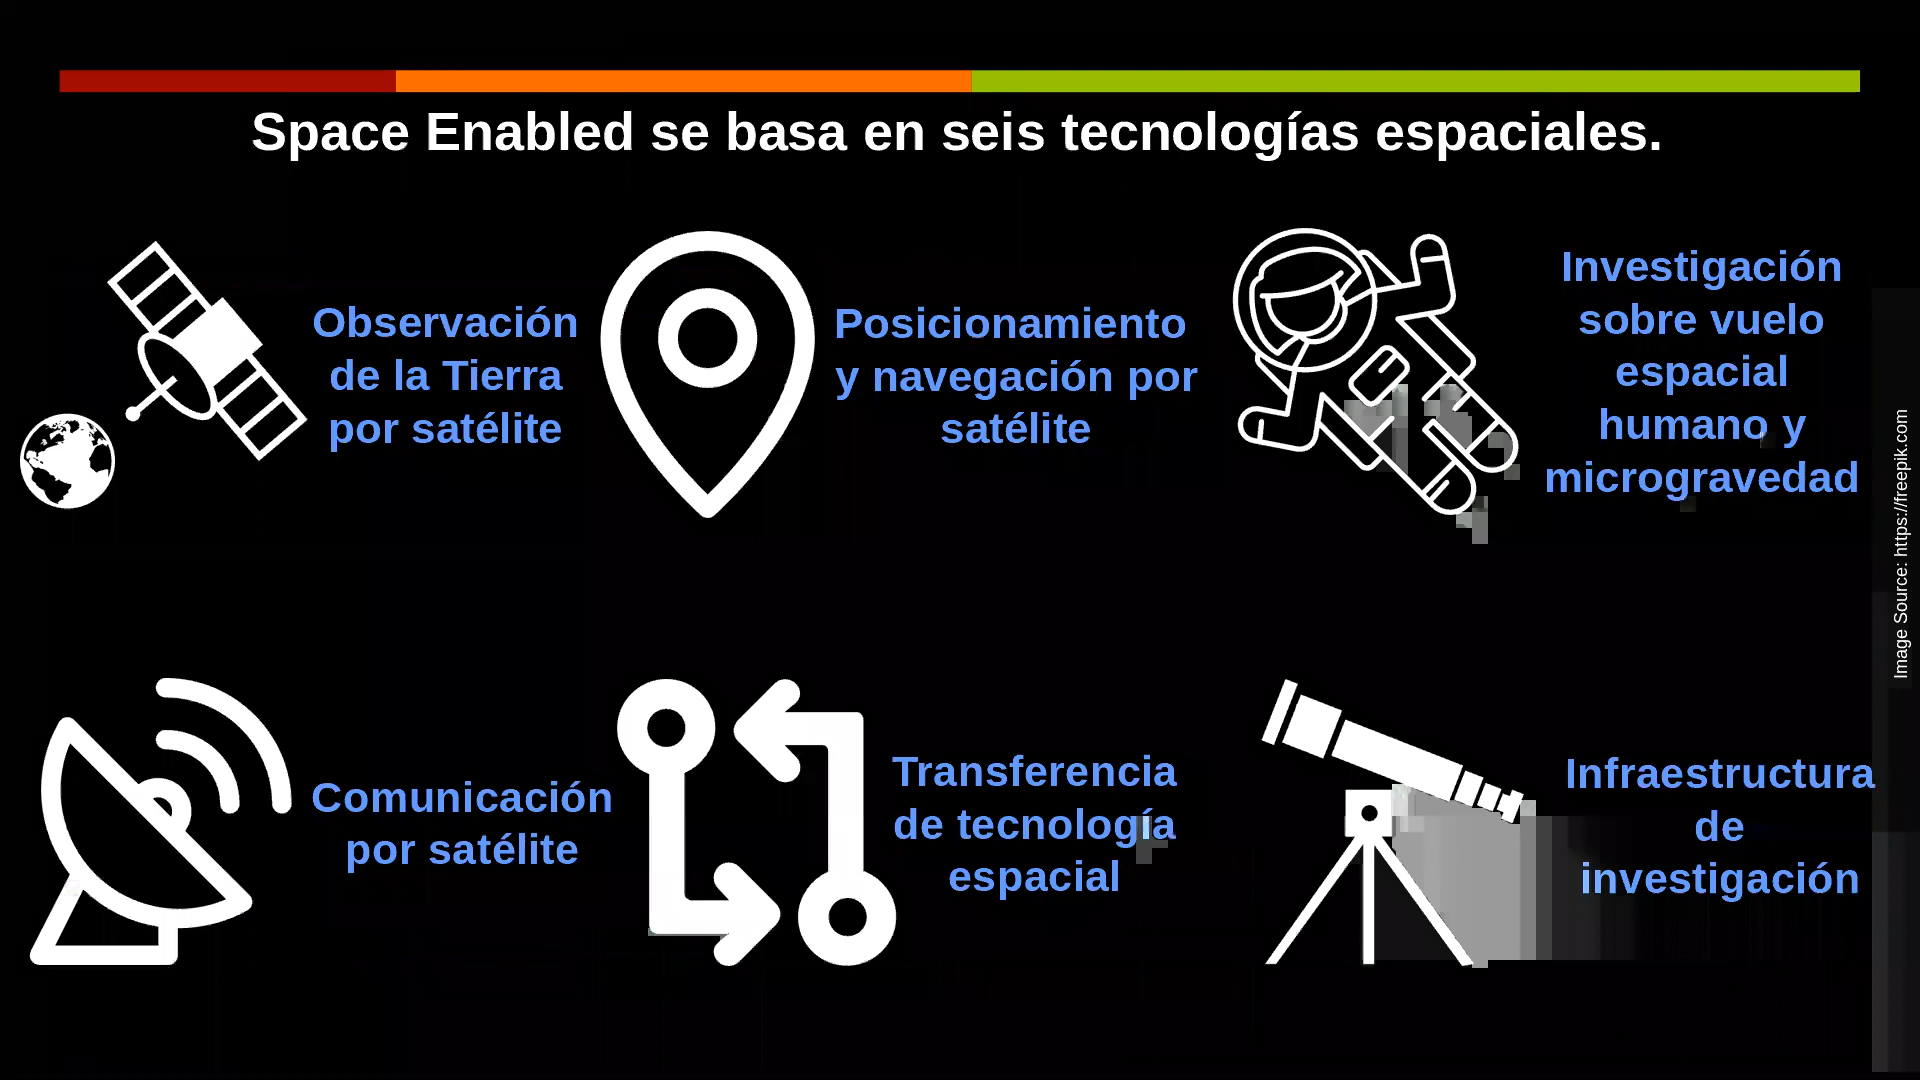 Space Enabled se basa en seis tecnologías espaciales.
Observación
de la Tierra
por satélite
Posicionamiento
y navegación por
satélite
Investigación
sobre vuelo
espacial
humano y
microgravedad
Comunicación
por satélite
Transferencia
de tecnología
espacial
Infraestructura
de
investigación
Image Source: https://freepik.com